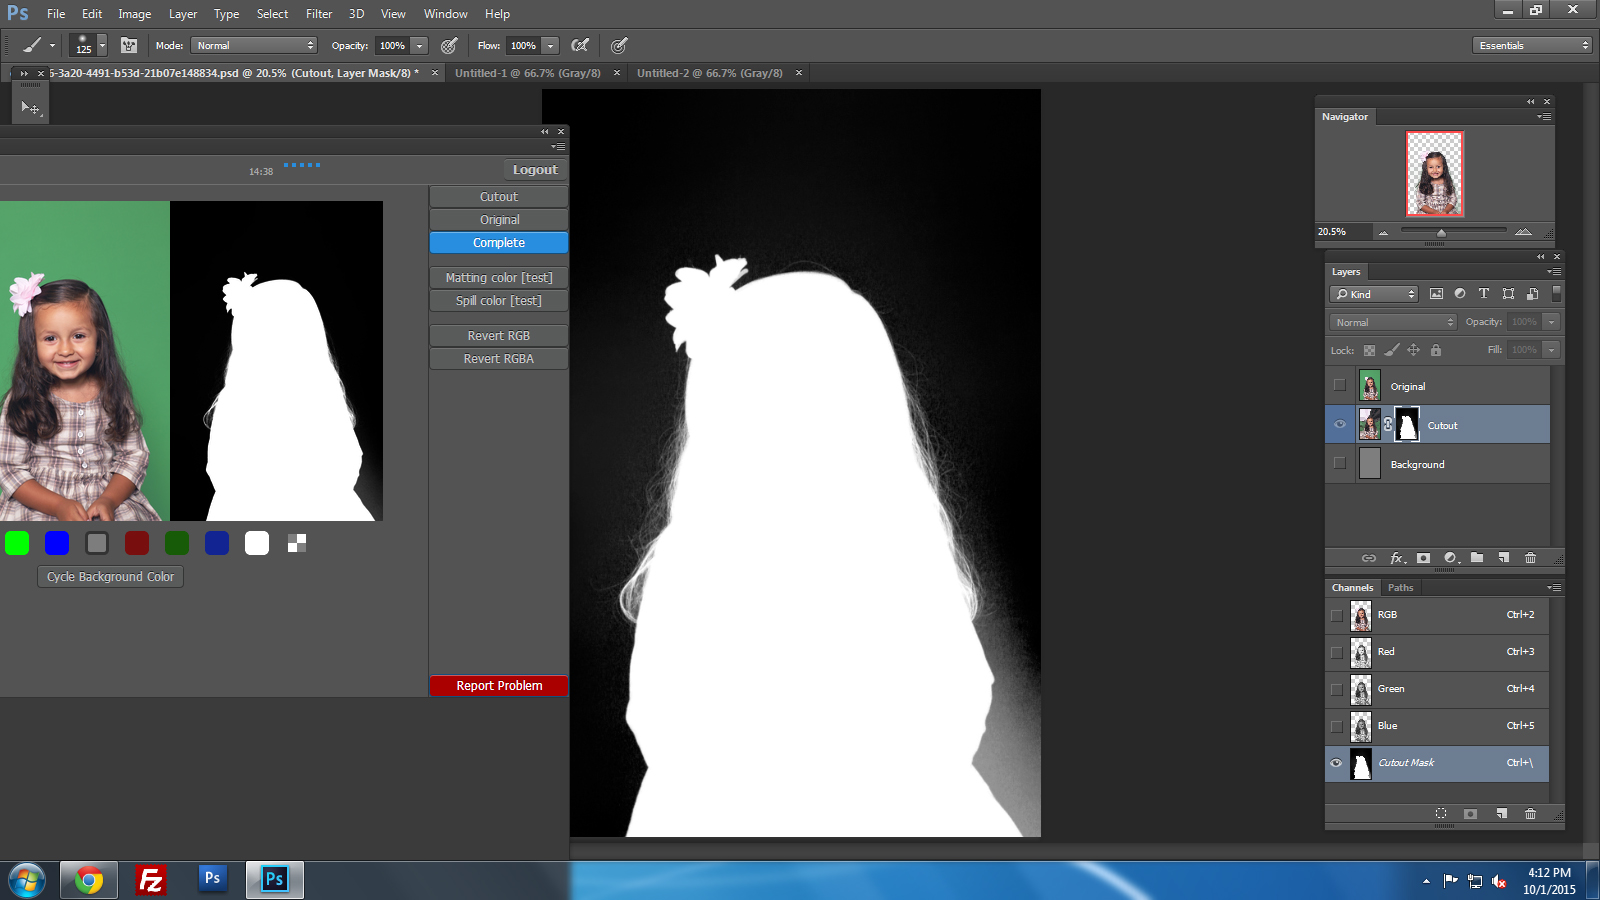 Ps File Edit Image Layer Type Select Filter 3D View Window Help
125 Mode: Normal Opacity: 100% Flow: 100% Essentials
5-3a20-4491-b53d-21b07e148834.psd @ 20.5% (Cutout, Layer Mask/8) * Untitled-1 @ 66.7% (Gray/8) Untitled-2 @ 66.7% (Gray/8)
14:38 Logout
Cutout
Original
Complete
Matting color [test]
Spill color [test]
Revert RGB
Revert RGBA
Cycle Background Color
Report Problem
Navigator
20.5%
Layers
Kind
Normal Opacity: 100%
Lock: Fill: 100%
Original
Cutout
Background
fx
Channels Paths
RGB Ctrl+2
Red Ctrl+3
Green Ctrl+4
Blue Ctrl+5
Cutout Mask Ctrl+\
Fz Ps Ps
4:12 PM
10/1/2015